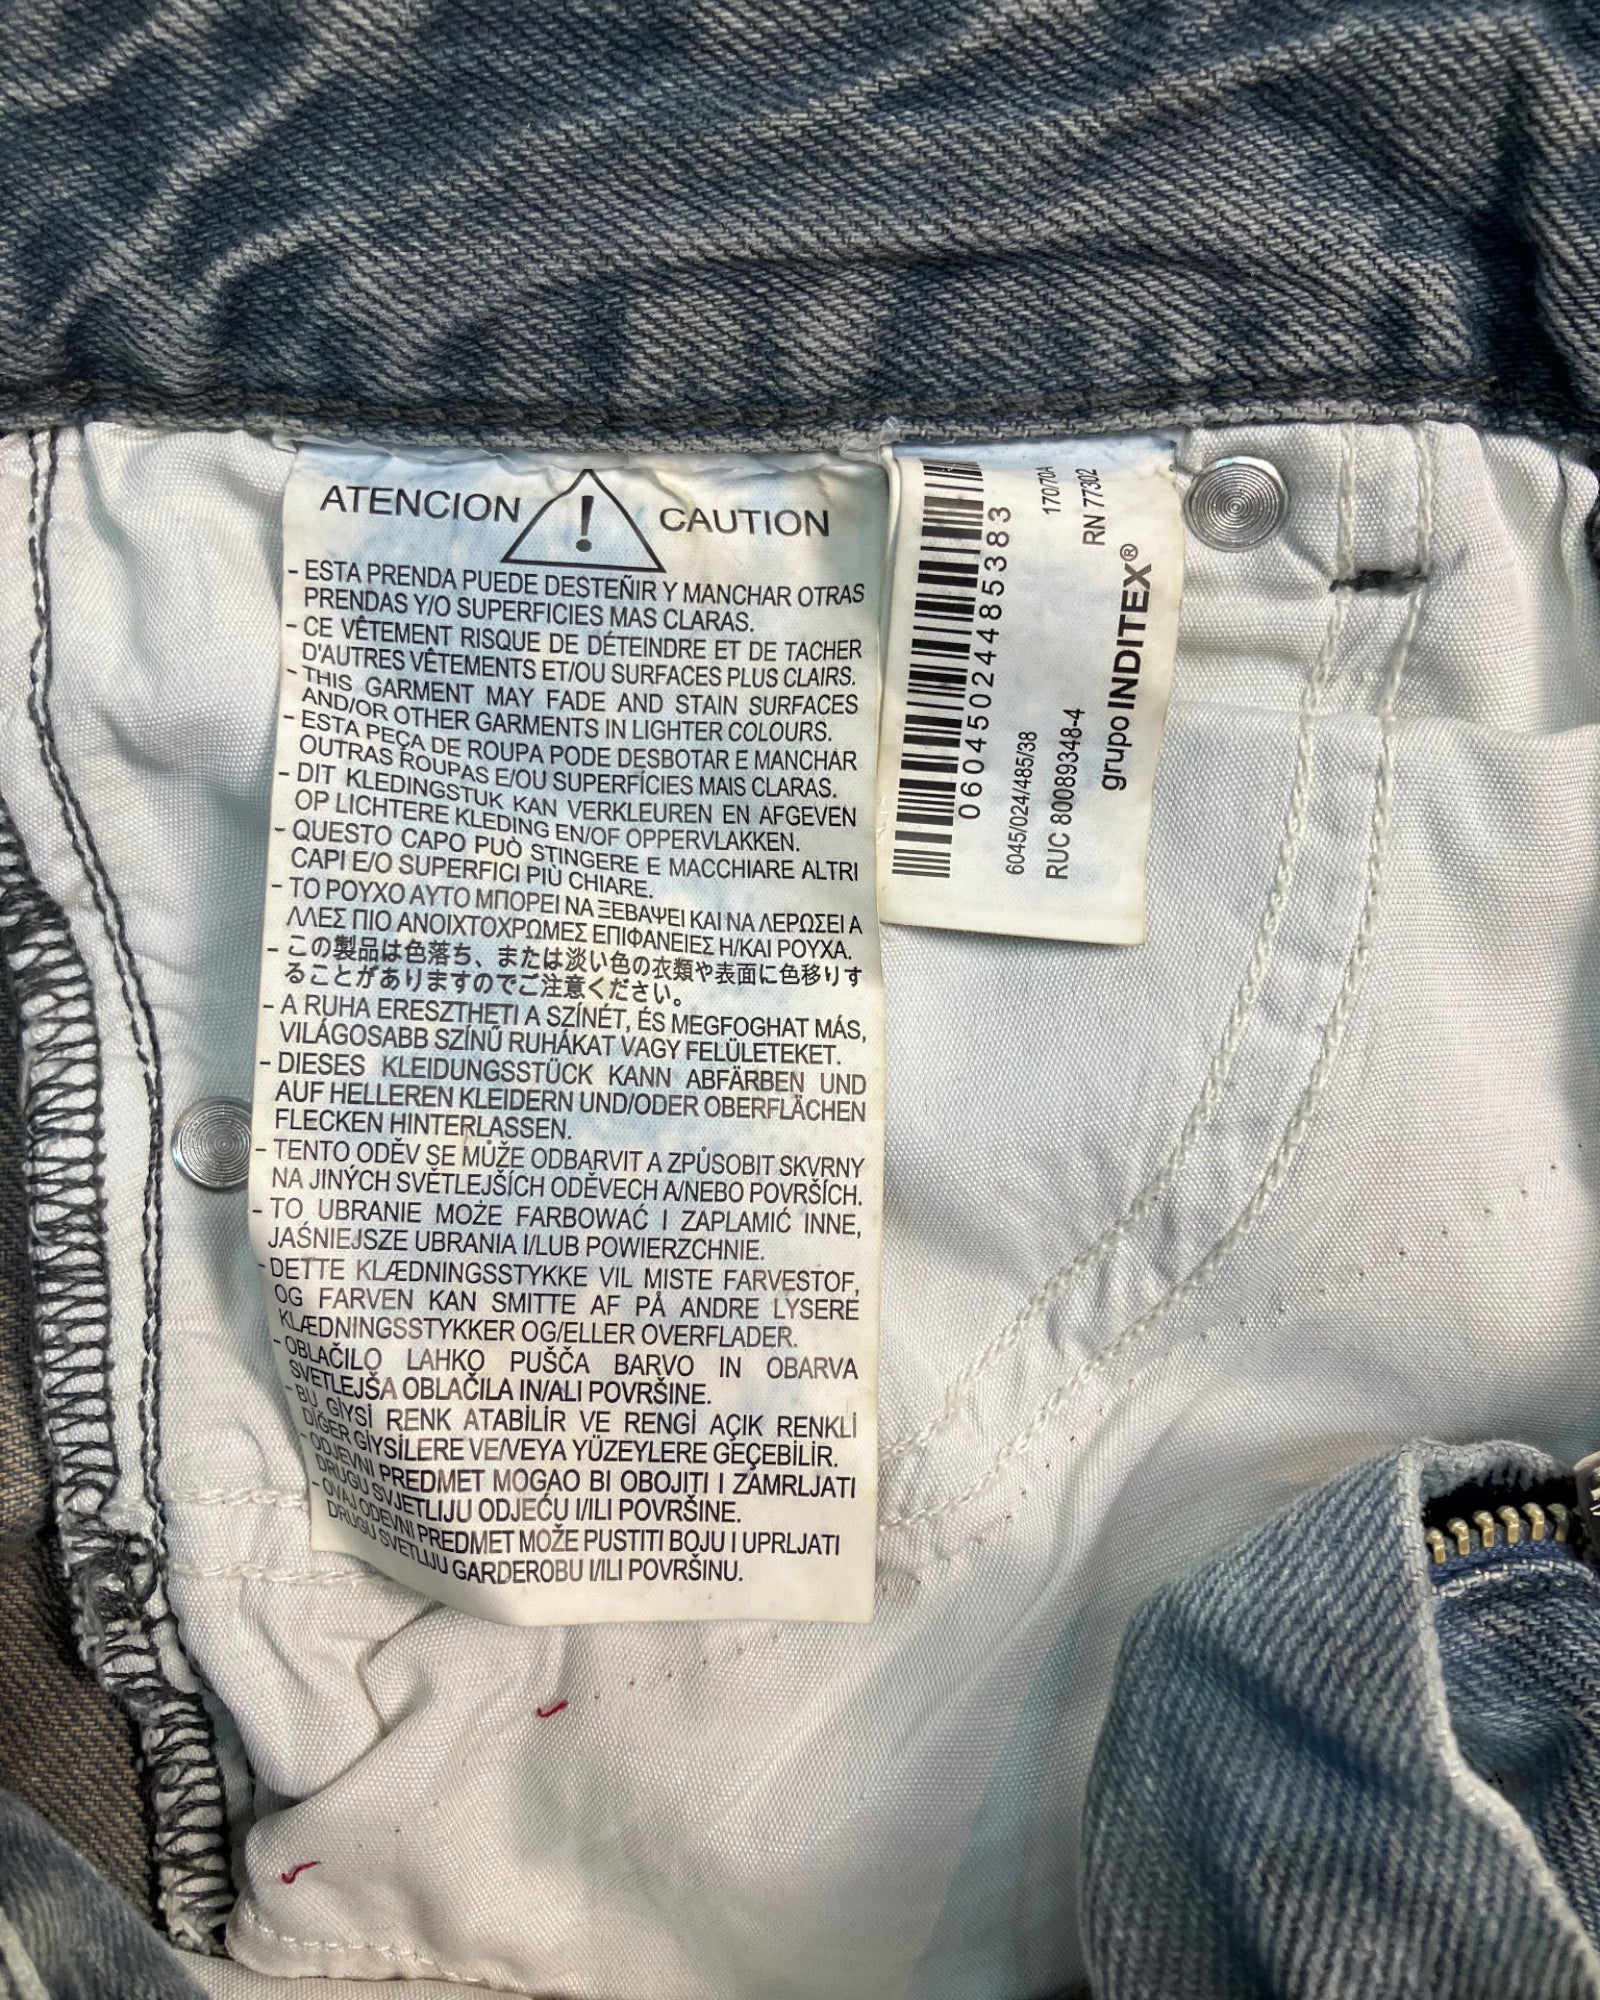 ATENCION ! CAUTION
- ESTA PRENDA PUEDE DESTEÑIR Y MANCHAR OTRAS
PRENDAS Y/O SUPERFICIES MAS CLARAS.
- CE VÊTEMENT RISQUE DE DÉTEINDRE ET DE TACHER
D'AUTRES VÊTEMENTS ET/OU SURFACES PLUS CLAIRS.
- THIS GARMENT MAY FADE AND STAIN SURFACES
AND/OR OTHER GARMENTS IN LIGHTER COLOURS.
- ESTA PEÇA DE ROUPA PODE DESBOTAR E MANCHAR
OUTRAS ROUPAS E/OU SUPERFÍCIES MAIS CLARAS.
- DIT KLEDINGSTUK KAN VERKLEUREN EN AFGEVEN
OP LICHTERE KLEDING EN/OF OPPERVLAKKEN.
- QUESTO CAPO PUÒ STINGERE E MACCHIARE ALTRI
CAPI E/O SUPERFICI PIÙ CHIARE.
- ΤΟ ΡΟΥΧΟ ΑΥΤΟ ΜΠΟΡΕΙ ΝΑ ΞΕΒΑΨΕΙ ΚΑΙ ΝΑ ΛΕΡΩΣΕΙ Α
ΛΛΕΣ ΠΙΟ ΑΝΟΙΧΤΟΧΡΩΜΕΣ ΕΠΙΦΑΝΕΙΕΣ Η/ΚΑΙ ΡΟΥΧΑ.
- この製品は色落ち、または淡い色の衣類や表面に色移りす
ることがありますのでご注意ください。
- A RUHA ERESZTHETI A SZÍNÉT, ÉS MEGFOGHAT MÁS,
VILÁGOSABB SZÍNŰ RUHÁKAT VAGY FELÜLETEKET.
- DIESES KLEIDUNGSSTÜCK KANN ABFÄRBEN UND
AUF HELLEREN KLEIDERN UND/ODER OBERFLÄCHEN
FLECKEN HINTERLASSEN.
- TENTO ODĚV SE MŮŽE ODBARVIT A ZPŮSOBIT SKVRNY
NA JINÝCH SVĚTLEJŠÍCH ODĚVECH A/NEBO POVRŠÍCH.
- TO UBRANIE MOŻE FARBOWAĆ I ZAPLAMIĆ INNE,
JAŚNIEJSZE UBRANIA I/LUB POWIERZCHNIE.
- DETTE KLÆDNINGSSTYKKE VIL MISTE FARVESTOF,
OG FARVEN KAN SMITTE AF PÅ ANDRE LYSERE
KLÆDNINGSSTYKKER OG/ELLER OVERFLADER.
- OBLAČILO LAHKO PUŠČA BARVO IN OBARVA
SVETLEJŠA OBLAČILA IN/ALI POVRŠINE.
- BU GİYSİ RENK ATABİLİR VE RENGİ AÇIK RENKLİ
DİĞER GİYSİLERE VE/VEYA YÜZEYLERE GEÇEBİLİR.
- ODJEVNI PREDMET MOGAO BI OBOJITI I ZAMRLJATI
DRUGU SVJETLIJU ODJEĆU I/ILI POVRŠINE.
- OVAJ ODEVNI PREDMET MOŽE PUSTITI BOJU I UPRLJATI
DRUGU SVETLIJU GARDEROBU I/ILI POVRŠINU.
06045024485383
6045/024/485/38 170/70A
RUC 80089348-4 RN 77302
grupo INDITEX®